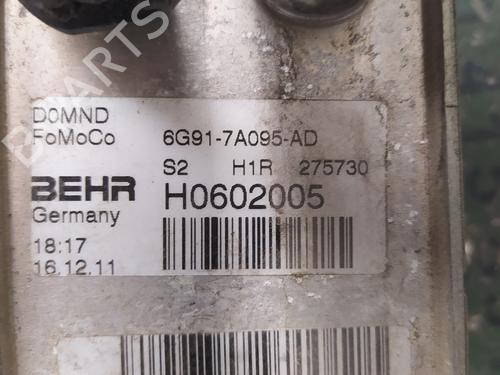 D0MND
FoMoCo 6G91-7A095-AD
S2 H1R 275730
BEHR H0602005
Germany
18:17
16.12.11